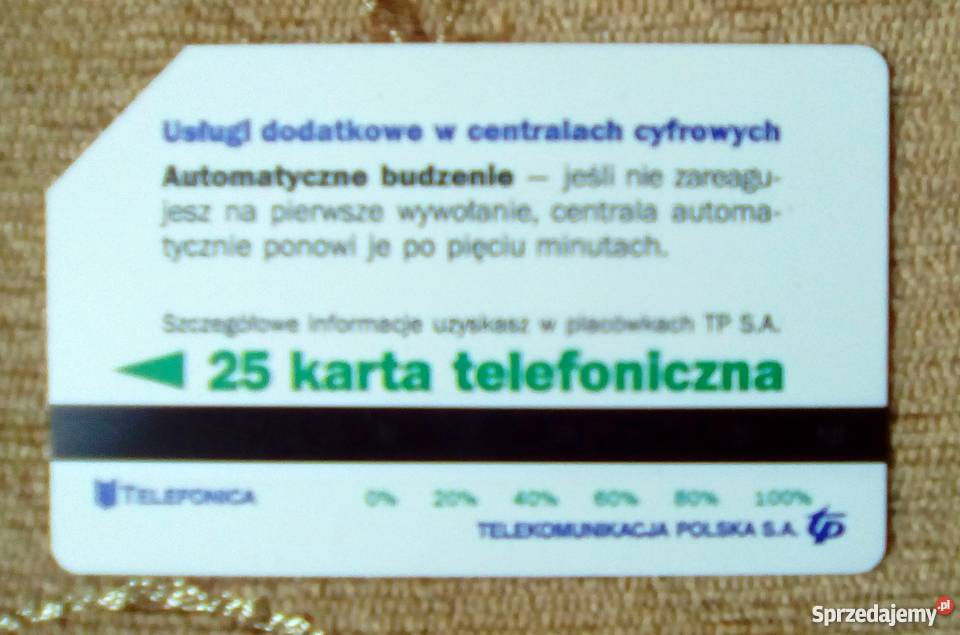 Usługi dodatkowe w centralach cyfrowych
Automatyczne budzenie – jeśli nie zareagu-
jesz na pierwsze wywołanie, centrala automa-
tycznie ponowi je po pięciu minutach.
Szczegółowe informacje uzyskasz w placówkach TP S.A.
25 karta telefoniczna
TELEFONICA 0% 20% 40% 60% 80% 100%
TELEKOMUNIKACJA POLSKA S.A. tp
Sprzedajemy.pl